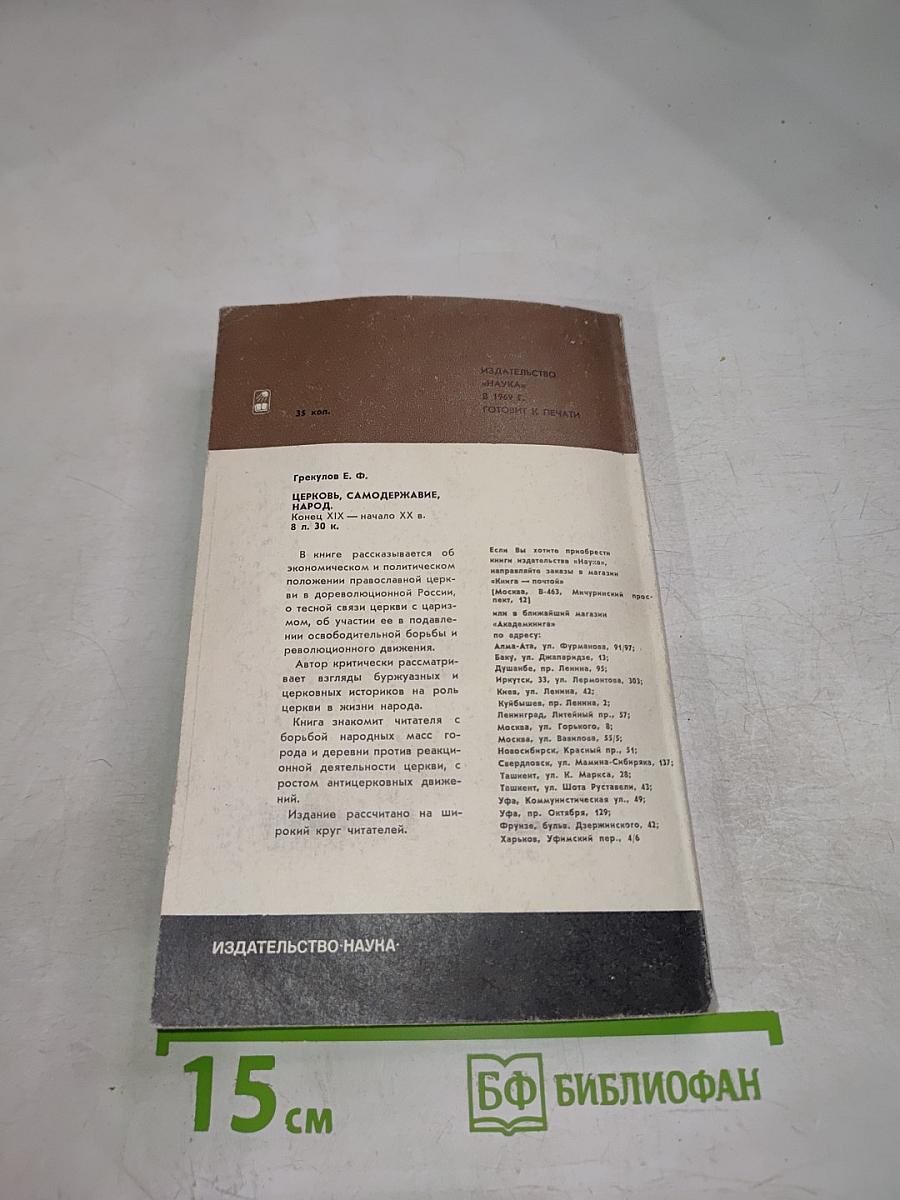 ИЗДАТЕЛЬСТВО
«НАУКА»
В 1969 Г.
ГОТОВИТ К ПЕЧАТИ
35 коп.
Грекулов Е. Ф.
ЦЕРКОВЬ, САМОДЕРЖАВИЕ,
НАРОД.
Конец XIX — начало XX в.
8 л. 30 к.
В книге рассказывается об
экономическом и политическом
положении православной церк-
ви в дореволюционной России,
о тесной связи церкви с цариз-
мом, об участии ее в подавле-
нии освободительной борьбы и
революционного движения.
Автор критически рассматри-
вает взгляды буржуазных и
церковных историков на роль
церкви в жизни народа.
Книга знакомит читателя с
борьбой народных масс го-
рода и деревни против реакци-
онной деятельности церкви, с
ростом антицерковных движе-
ний.
Издание рассчитано на ши-
рокий круг читателей.
Если Вы хотите приобрести
книги издательства «Наука»,
направляйте заказы в магазин
«Книга — почтой»
(Москва, В-463, Мичуринский прос-
пект, 12)
или в ближайший магазин
«Академкнига»
по адресу:
Алма-Ата, ул. Фурманова, 91/97;
Баку, ул. Джапаридзе, 13;
Душанбе, пр. Ленина, 95;
Иркутск, 33, ул. Лермонтова, 303;
Киев, ул. Ленина, 42;
Куйбышев, пр. Ленина, 2;
Ленинград, Литейный пр., 57;
Москва, ул. Горького, 8;
Москва, ул. Вавилова, 55/5;
Новосибирск, Красный пр., 51;
Свердловск, ул. Мамина-Сибиряка, 137;
Ташкент, ул. К. Маркса, 28;
Ташкент, ул. Шота Руставели, 43;
Уфа, Коммунистическая ул., 49;
Уфа, пр. Октября, 129;
Фрунзе, бульв. Дзержинского, 42;
Харьков, Уфимский пер., 4/6
ИЗДАТЕЛЬСТВО·НАУКА·
15 см
БФ БИБЛИОФАН